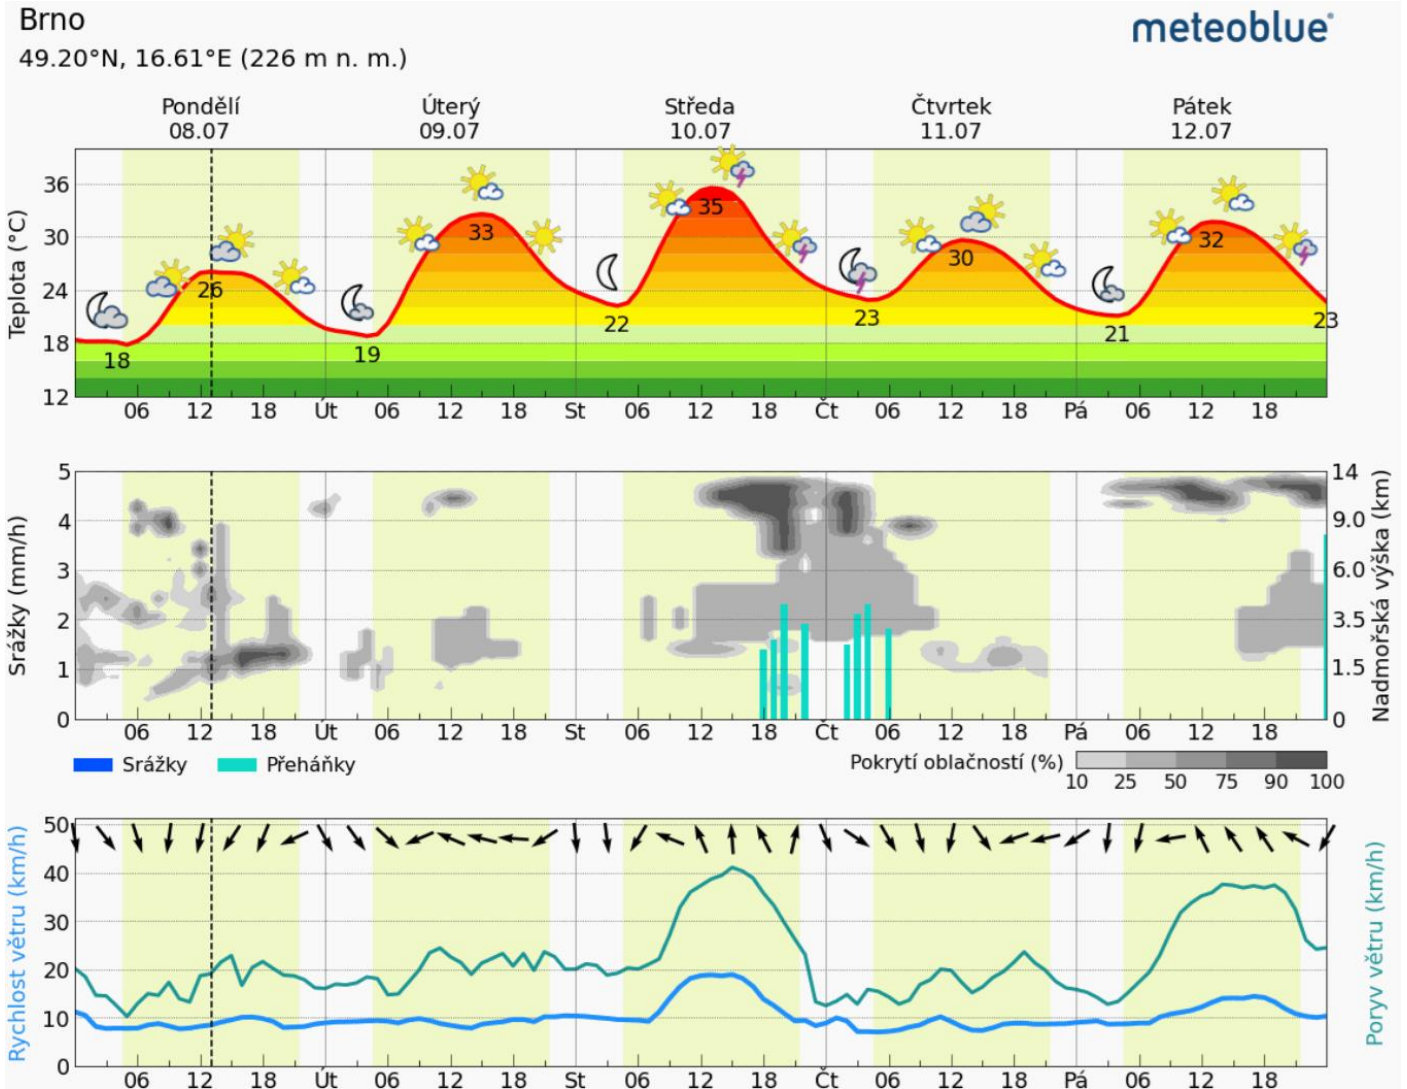 Brno
meteoblue
49.20°N, 16.61°E (226 m n. m.)
Pondělí Úterý Středa Čtvrtek Pátek
08.07 09.07 10.07 11.07 12.07
Teplota (°C)
36
30
24
18
12
26 33 35 30 32
18 19 22 23 21 23
06 12 18 Út 06 12 18 St 06 12 18 Čt 06 12 18 Pá 06 12 18
Srážky (mm/h)
5
4
3
2
1
0
14
9.0
6.0
3.5
1.5
0
Nadmořská výška (km)
06 12 18 Út 06 12 18 St 06 12 18 Čt 06 12 18 Pá 06 12 18
Srážky Přeháňky Pokrytí oblačností (%)
10 25 50 75 90 100
Rychlost větru (km/h)
50
40
30
20
10
0
Poryv větru (km/h)
06 12 18 Út 06 12 18 St 06 12 18 Čt 06 12 18 Pá 06 12 18